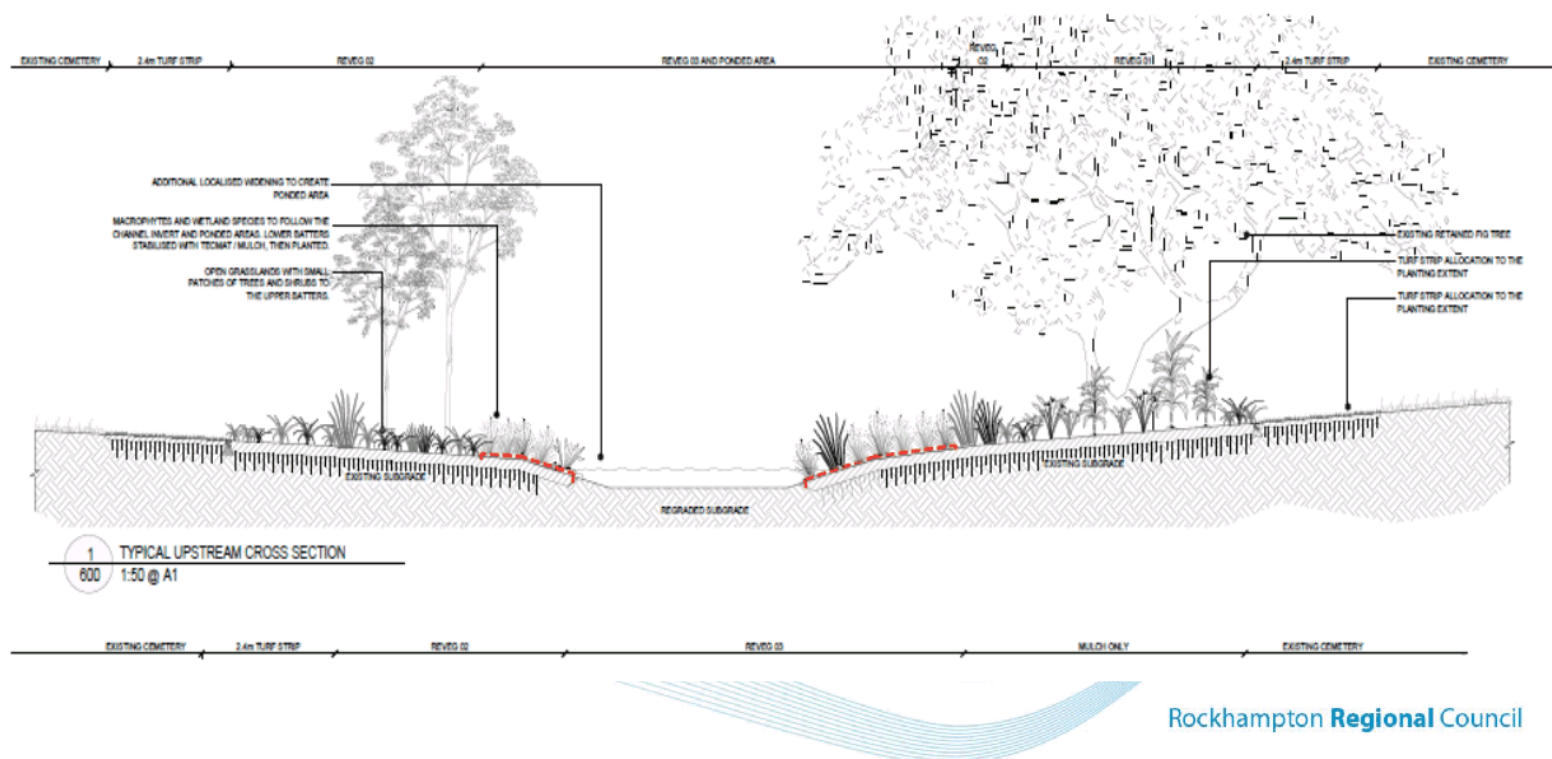 EXISTING CEMETERY 2.4m TURF STRIP REVEG 02 REVEG 03 AND PONDED AREA REVEG 02 REVEG 01 2.4m TURF STRIP EXISTING CEMETERY
ADDITIONAL LOCALISED WIDENING TO CREATE
PONDED AREA
MACROPHYTES AND WETLAND SPECIES TO FOLLOW THE
CHANNEL INVERT AND PONDED AREAS. LOWER BATTERS
STABILISED WITH TECMAT / MULCH, THEN PLANTED.
OPEN GRASSLANDS WITH SMALL
PATCHES OF TREES AND SHRUBS TO
THE UPPER BATTERS.
EXISTING RETAINED FIG TREE
TURF STRIP ALLOCATION TO THE
PLANTING EXTENT
TURF STRIP ALLOCATION TO THE
PLANTING EXTENT
EXISTING SUBGRADE
EXISTING SUBGRADE
REGRADED SUBGRADE
1 TYPICAL UPSTREAM CROSS SECTION
600 1:50 @ A1
EXISTING CEMETERY 2.4m TURF STRIP REVEG 02 REVEG 03 MULCH ONLY EXISTING CEMETERY
Rockhampton Regional Council